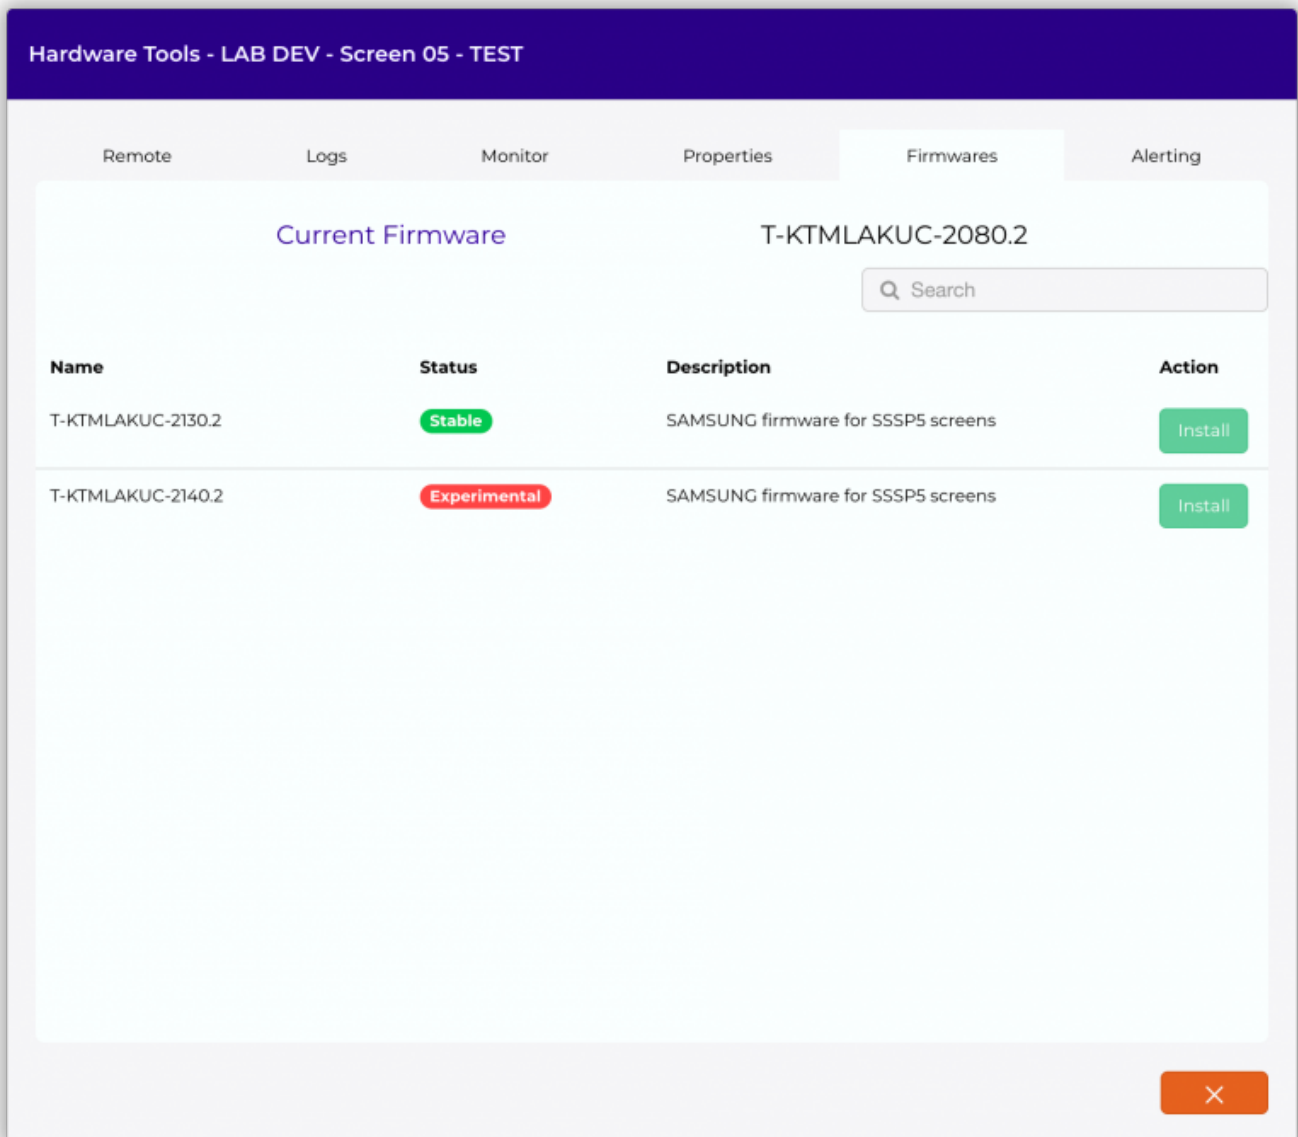 Hardware Tools - LAB DEV - Screen 05 - TEST
Remote Logs Monitor Properties Firmwares Alerting
Current Firmware T-KTMLAKUC-2080.2
Search
Name Status Description Action
T-KTMLAKUC-2130.2 Stable SAMSUNG firmware for SSSP5 screens Install
T-KTMLAKUC-2140.2 Experimental SAMSUNG firmware for SSSP5 screens Install